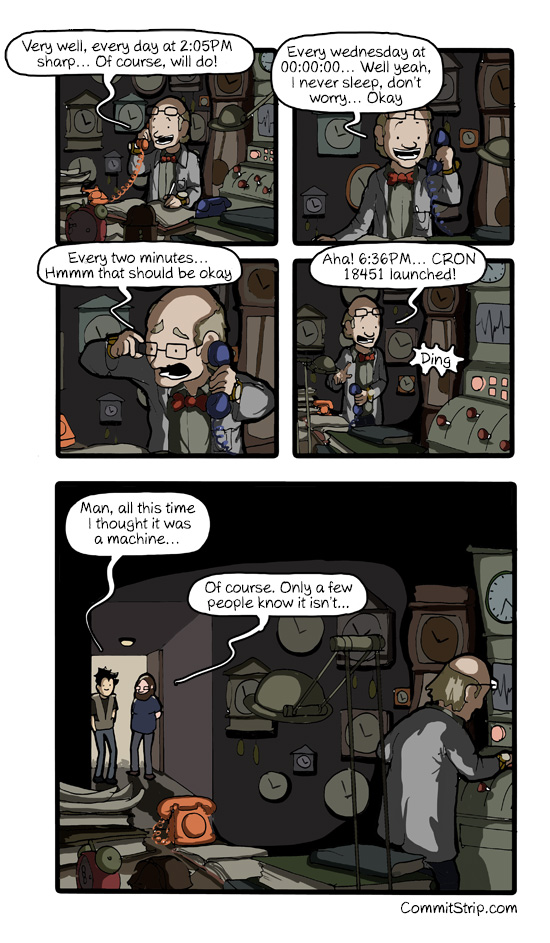 Very well, every day at 2:05PM
sharp... Of course, will do!
Every wednesday at
00:00:00... Well yeah,
I never sleep, don't
worry... Okay
Every two minutes...
Hmmm that should be okay
Aha! 6:36PM... CRON
18451 launched!
Ding
Man, all this time
I thought it was
a machine...
Of course. Only a few
people know it isn't...
CommitStrip.com